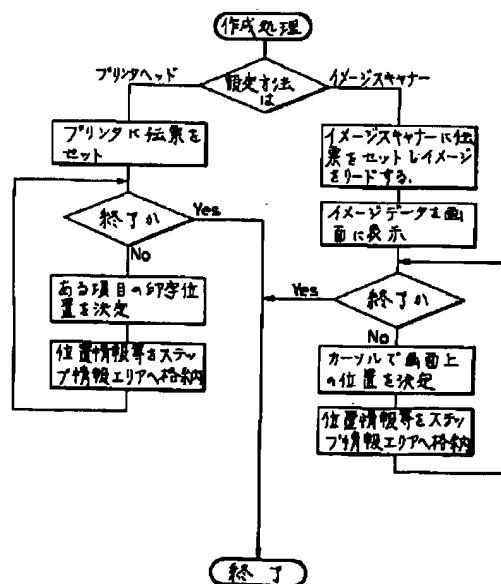 作成処理
プリンタヘッド
設定方法
は
イメージスキャナー
プリンタに伝票を
セット
イメージスキャナーに伝
票をセットしイメージ
をリードする.
イメージデータを画
面に表示
終了か
Yes
No
ある項目の印字位
置を決定
位置情報等をステッ
プ情報エリアへ格納
Yes
終了か
No
カーソルで画面上
の位置を決定
位置情報等をステッ
プ情報エリアへ格納
終了